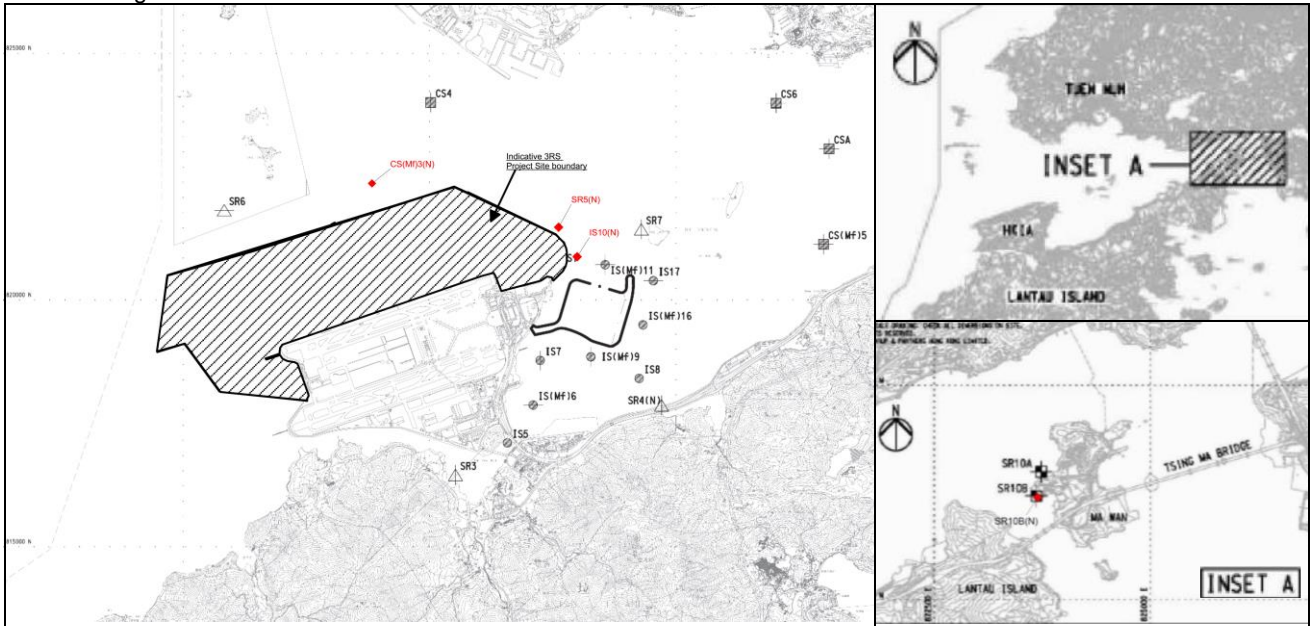 825000 N
CS4
CS6
CSA
Indicative 3RS
Project Site boundary
CS(Mf)3(N)
SR6
SR5(N)
SR7
IS10(N)
CS(Mf)5
IS(Mf)11
IS17
820000 N
IS(Mf)16
IS7
IS(Mf)9
IS8
SR4(N)
IS(Mf)6
IS5
SR3
815000 N
N
TUEN MUN
INSET A
HKIA
LANTAU ISLAND
N
TSING MA BRIDGE
SR10A
SR10B
SR10B(N)
MA WAN
LANTAU ISLAND
INSET A